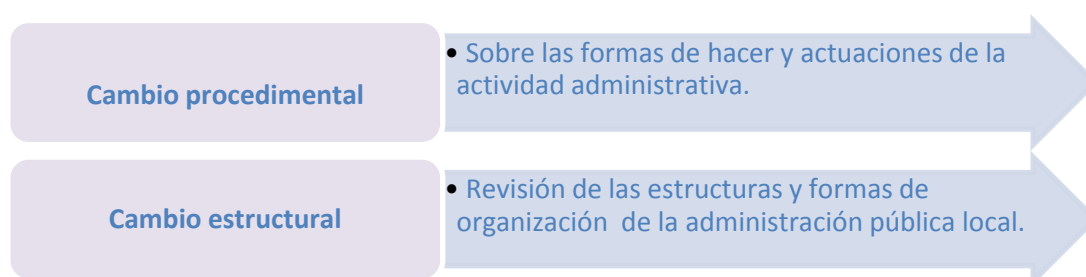 Cambio procedimental
• Sobre las formas de hacer y actuaciones de la
actividad administrativa.
Cambio estructural
• Revisión de las estructuras y formas de
organización de la administración pública local.